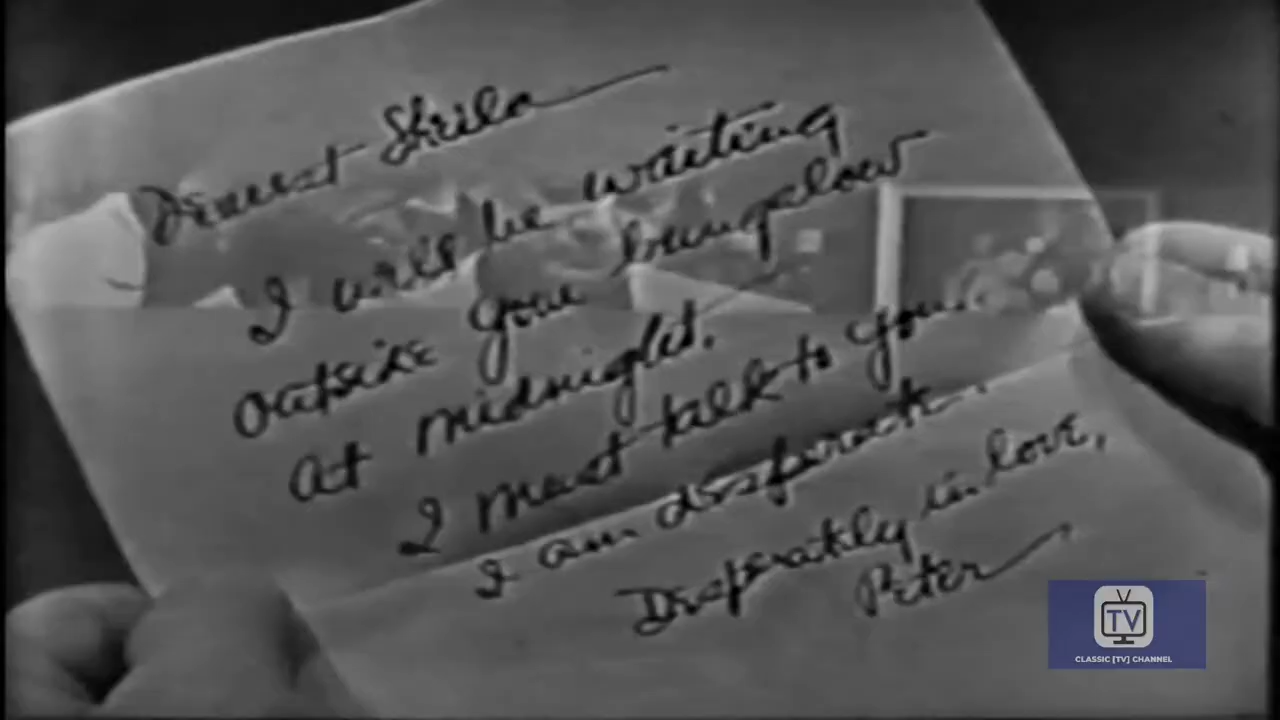 Dearest Sheila
I will be waiting
outside your bungalow
at midnight.
I must talk to you.
I am desperate.
Desperately in love,
Peter
TV
CLASSIC [TV] CHANNEL